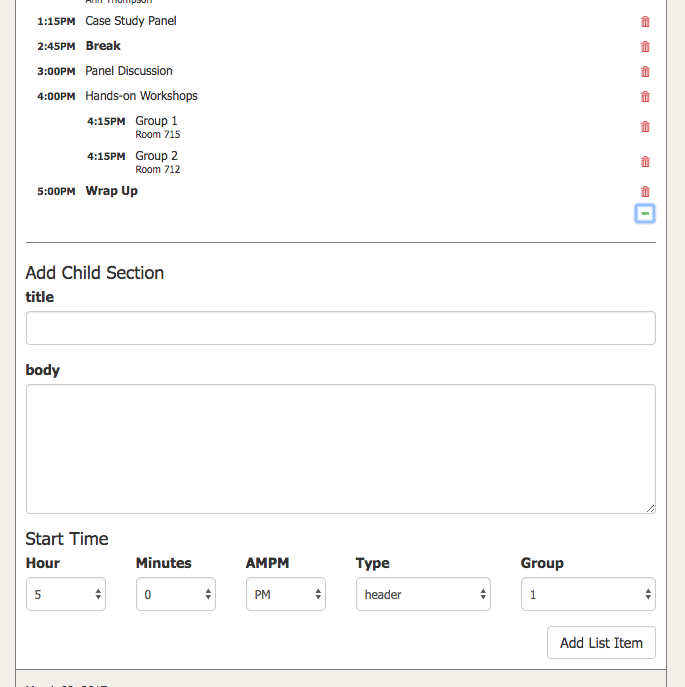 Ann Thompson
1:15PM Case Study Panel
2:45PM Break
3:00PM Panel Discussion
4:00PM Hands-on Workshops
4:15PM Group 1
Room 715
4:15PM Group 2
Room 712
5:00PM Wrap Up
Add Child Section
title
body
Start Time
Hour Minutes AMPM Type Group
5 0 PM header 1
Add List Item